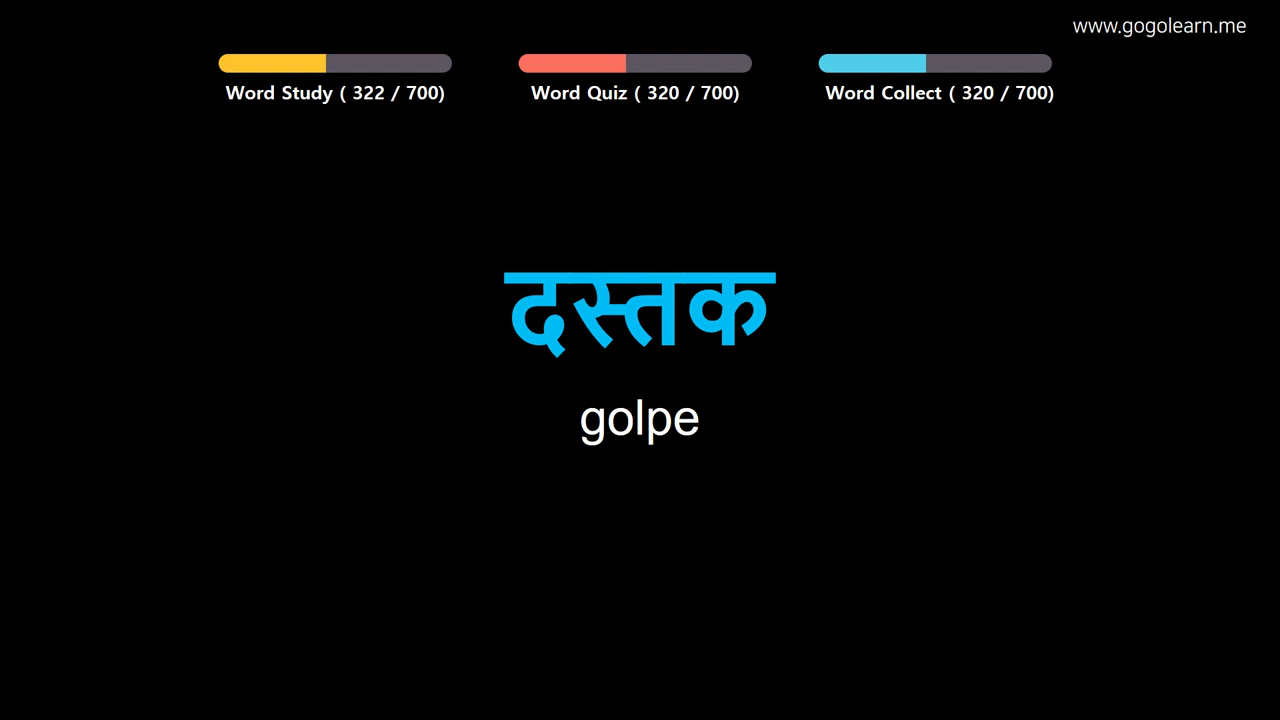 www.gogolearn.me
Word Study ( 322 / 700)
Word Quiz ( 320 / 700)
Word Collect ( 320 / 700)
दस्तक
golpe